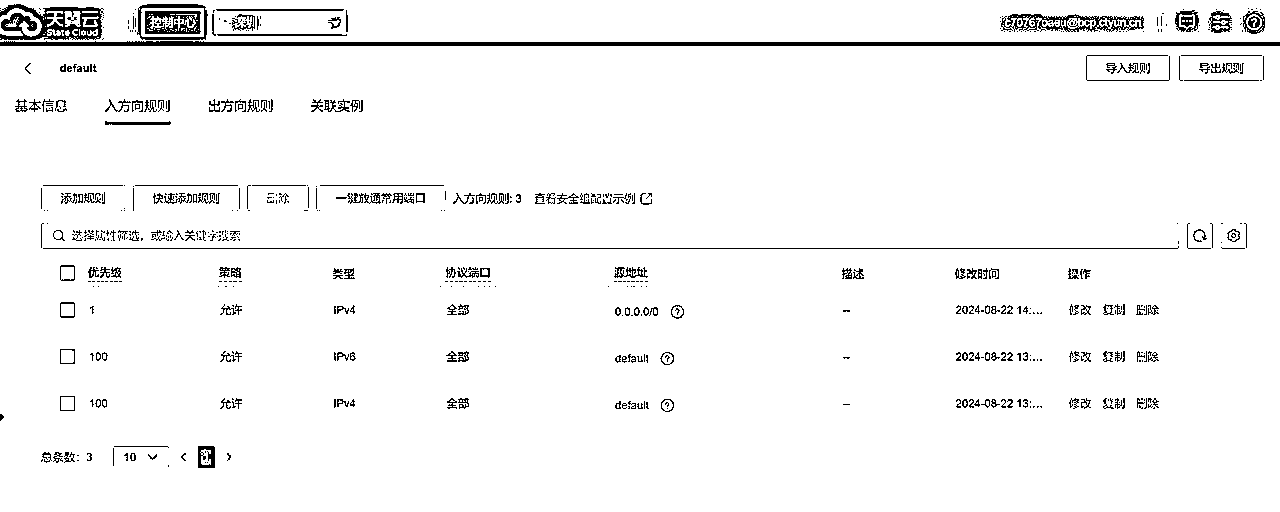 天翼云
State Cloud
控制中心
default
导入规则 导出规则
基本信息 入方向规则 出方向规则 关联实例
添加规则 快速添加规则 删除 一键放通常用端口 入方向规则: 3 查看安全组配置示例
选择属性筛选，或输入关键字搜索
优先级 策略 类型 协议端口 源地址 描述 修改时间 操作
1 允许 IPv4 全部 0.0.0.0/0 -- 2024-08-22 14:... 修改 复制 删除
100 允许 IPv6 全部 default -- 2024-08-22 13:... 修改 复制 删除
100 允许 IPv4 全部 default -- 2024-08-22 13:... 修改 复制 删除
总条数: 3 10 1